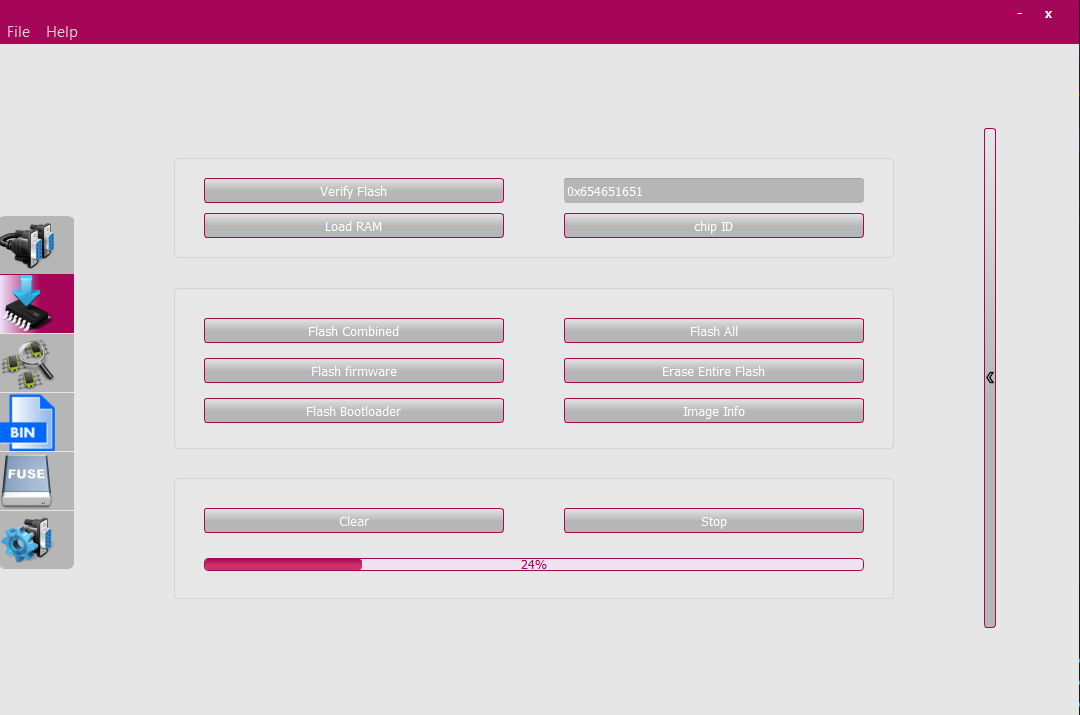 - x
File Help
Verify Flash 0x654651651
Load RAM chip ID
Flash Combined Flash All
Flash firmware Erase Entire Flash
BIN
Flash Bootloader Image Info
FUSE
Clear Stop
24%